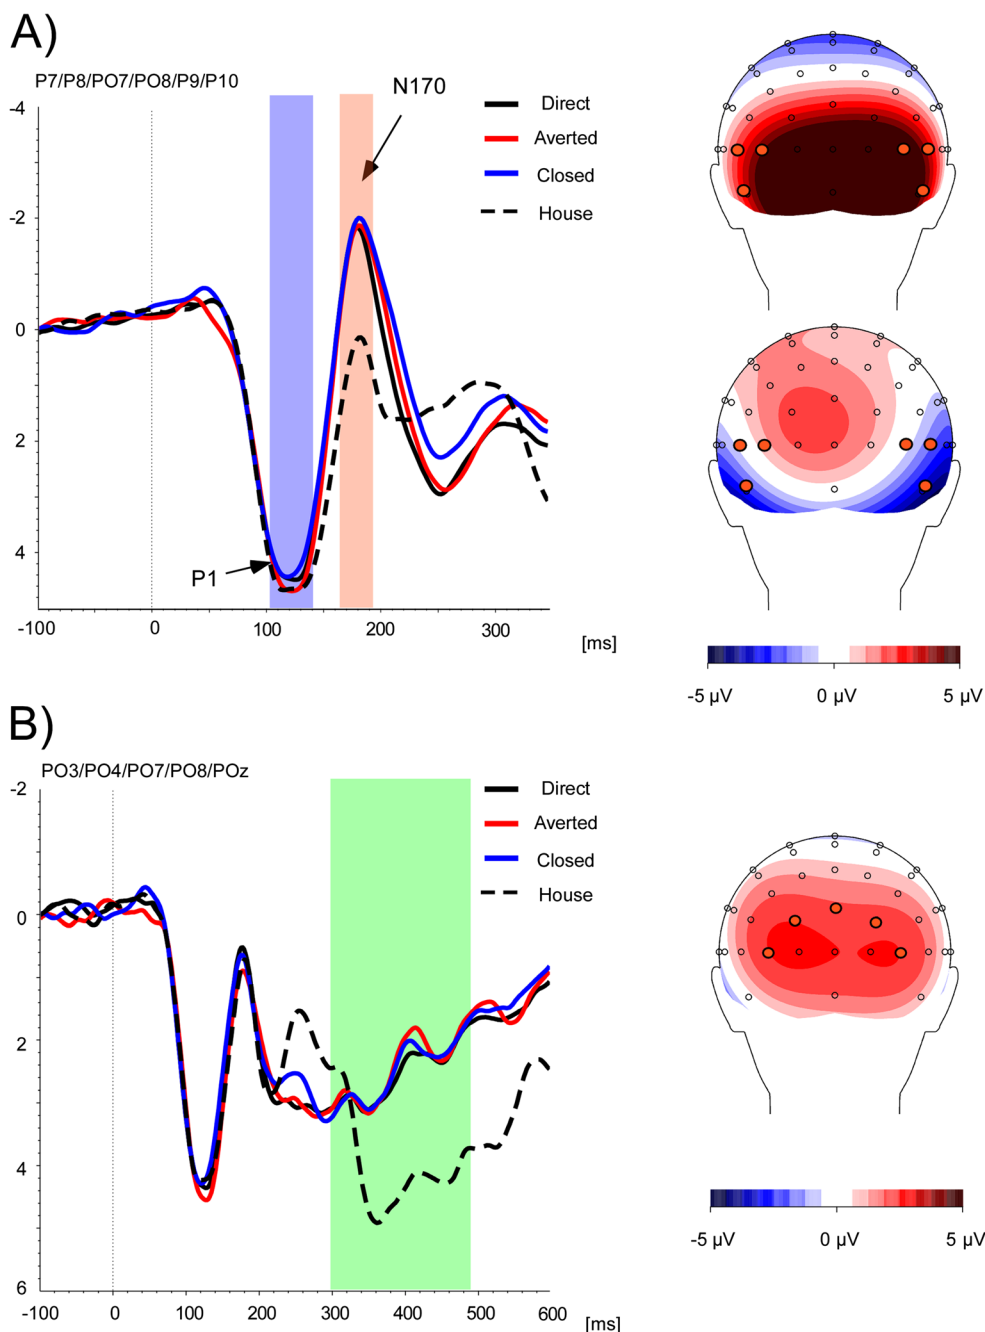 A)
P7/P8/PO7/PO8/P9/P10
N170
-4
Direct
Averted
Closed
House
-2
0
2
4
P1
-100 0 100 200 300 [ms]
-5 µV 0 µV 5 µV
B)
PO3/PO4/PO7/PO8/POz
-2
Direct
Averted
Closed
House
0
2
4
6
-100 0 100 200 300 400 500 600 [ms]
-5 µV 0 µV 5 µV